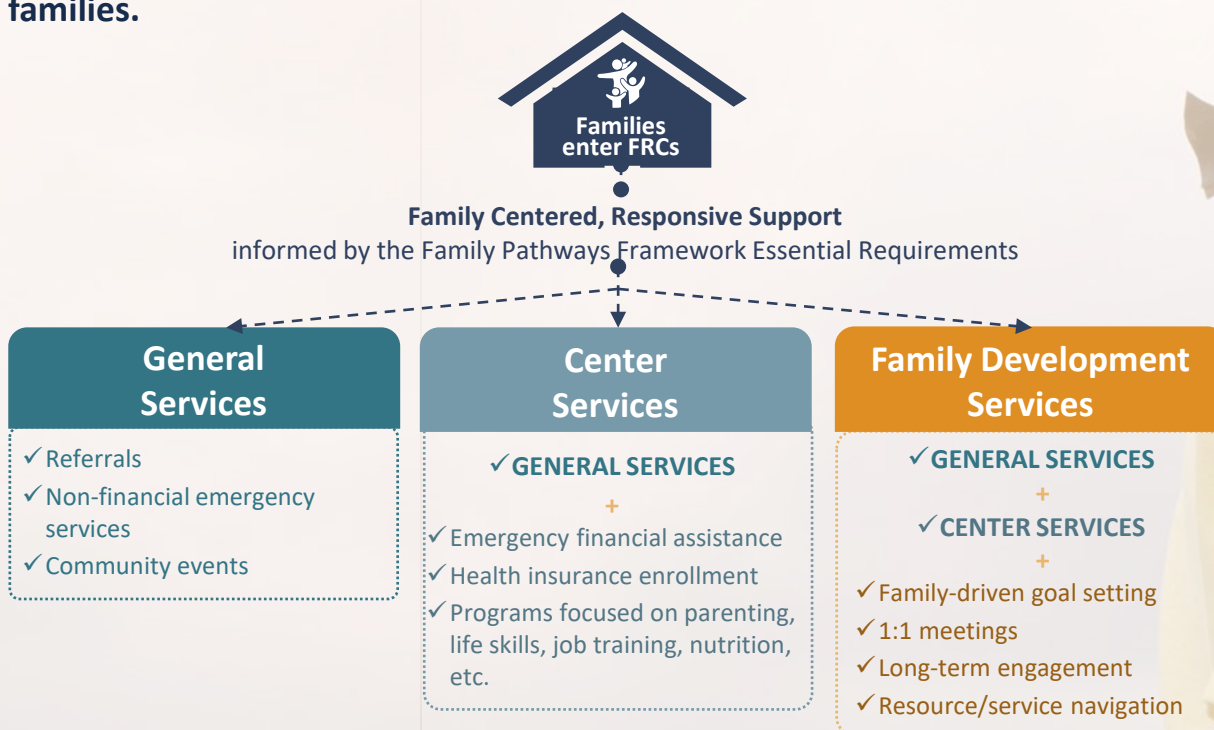 families.
Families
enter FRCs
Family Centered, Responsive Support
informed by the Family Pathways Framework Essential Requirements
General
Services
✓Referrals
✓Non-financial emergency
services
✓Community events
Center
Services
✓GENERAL SERVICES
+
✓Emergency financial assistance
✓Health insurance enrollment
✓Programs focused on parenting,
life skills, job training, nutrition,
etc.
Family Development
Services
✓GENERAL SERVICES
+
✓CENTER SERVICES
+
✓Family-driven goal setting
✓1:1 meetings
✓Long-term engagement
✓Resource/service navigation